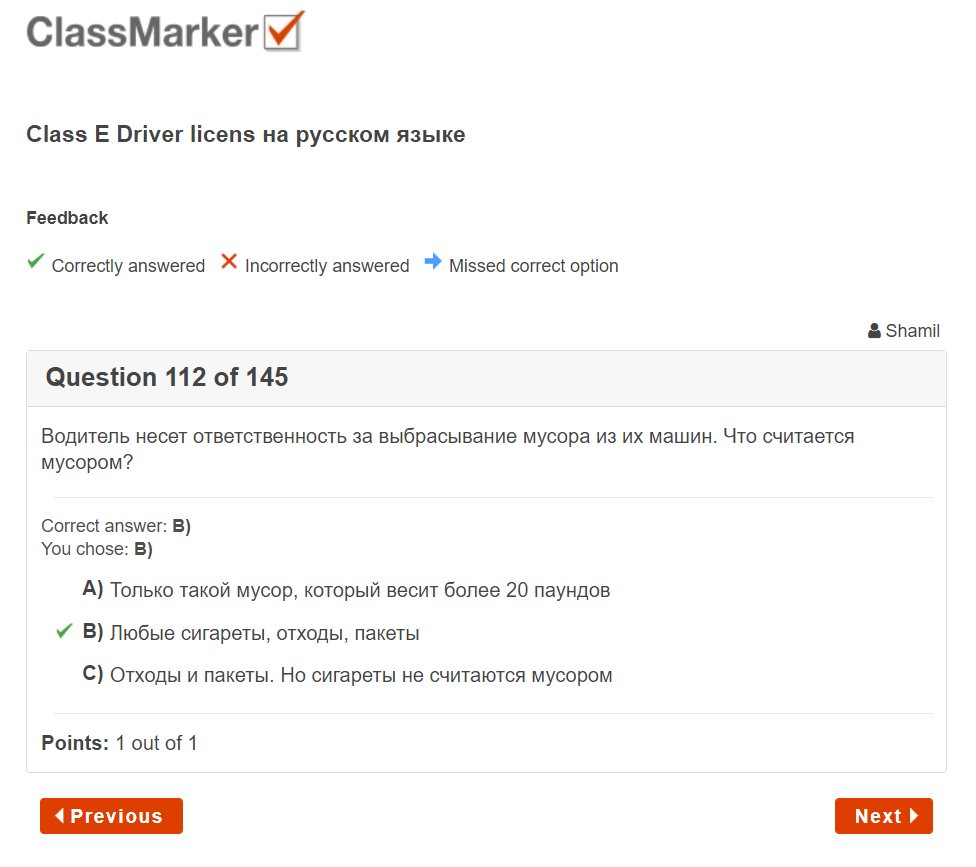 ClassMarker
Class E Driver licens на русском языке
Feedback
Correctly answered Incorrectly answered Missed correct option
Shamil
Question 112 of 145
Водитель несет ответственность за выбрасывание мусора из их машин. Что считается
мусором?
Correct answer: B)
You chose: B)
A) Только такой мусор, который весит более 20 паундов
B) Любые сигареты, отходы, пакеты
C) Отходы и пакеты. Но сигареты не считаются мусором
Points: 1 out of 1
Previous Next